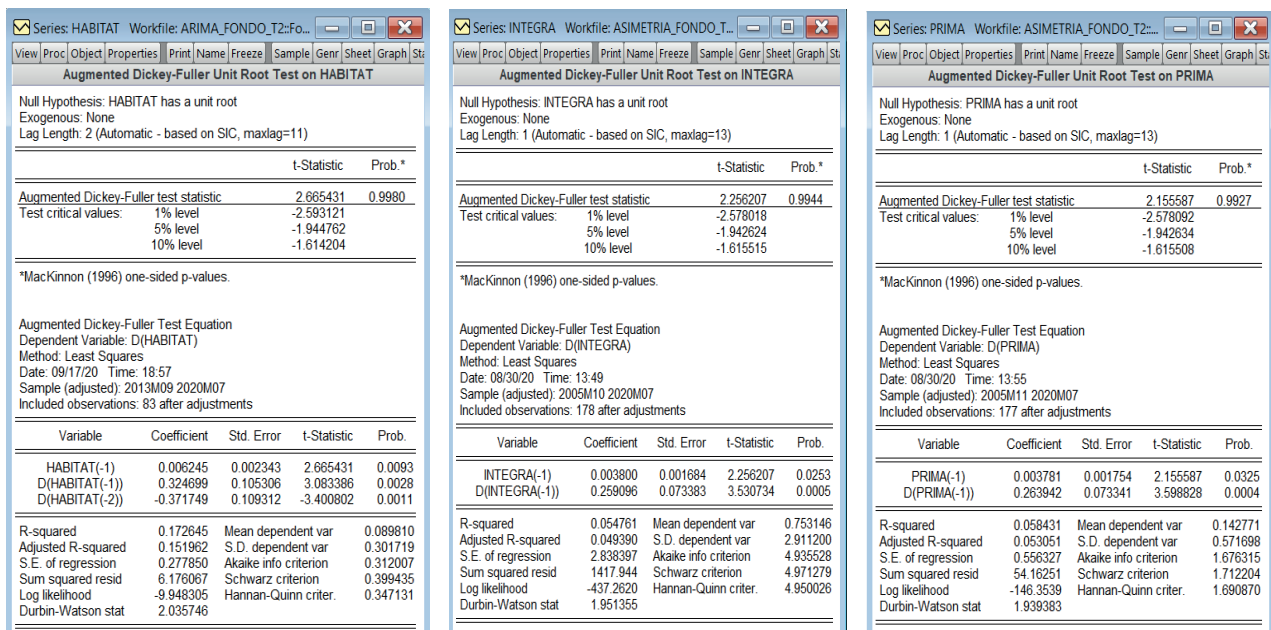 Series: HABITAT Workfile: ARIMA_FONDO_T2::Fo...
View Proc Object Properties Print Name Freeze Sample Genr Sheet Graph Sta
Augmented Dickey-Fuller Unit Root Test on HABITAT
Null Hypothesis: HABITAT has a unit root
Exogenous: None
Lag Length: 2 (Automatic - based on SIC, maxlag=11)
t-Statistic Prob.*
Augmented Dickey-Fuller test statistic 2.665431 0.9980
Test critical values: 1% level -2.593121
5% level -1.944762
10% level -1.614204
*MacKinnon (1996) one-sided p-values.
Augmented Dickey-Fuller Test Equation
Dependent Variable: D(HABITAT)
Method: Least Squares
Date: 09/17/20 Time: 18:57
Sample (adjusted): 2013M09 2020M07
Included observations: 83 after adjustments
Variable Coefficient Std. Error t-Statistic Prob.
HABITAT(-1) 0.006245 0.002343 2.665431 0.0093
D(HABITAT(-1)) 0.324699 0.105306 3.083386 0.0028
D(HABITAT(-2)) -0.371749 0.109312 -3.400802 0.0011
R-squared 0.172645 Mean dependent var 0.089810
Adjusted R-squared 0.151962 S.D. dependent var 0.301719
S.E. of regression 0.277850 Akaike info criterion 0.312007
Sum squared resid 6.176067 Schwarz criterion 0.399435
Log likelihood -9.948305 Hannan-Quinn criter. 0.347131
Durbin-Watson stat 2.035746
Series: INTEGRA Workfile: ASIMETRIA_FONDO_T...
View Proc Object Properties Print Name Freeze Sample Genr Sheet Graph Sta
Augmented Dickey-Fuller Unit Root Test on INTEGRA
Null Hypothesis: INTEGRA has a unit root
Exogenous: None
Lag Length: 1 (Automatic - based on SIC, maxlag=13)
t-Statistic Prob.*
Augmented Dickey-Fuller test statistic 2.256207 0.9944
Test critical values: 1% level -2.578018
5% level -1.942624
10% level -1.615515
*MacKinnon (1996) one-sided p-values.
Augmented Dickey-Fuller Test Equation
Dependent Variable: D(INTEGRA)
Method: Least Squares
Date: 08/30/20 Time: 13:49
Sample (adjusted): 2005M10 2020M07
Included observations: 178 after adjustments
Variable Coefficient Std. Error t-Statistic Prob.
INTEGRA(-1) 0.003800 0.001684 2.256207 0.0253
D(INTEGRA(-1)) 0.259096 0.073383 3.530734 0.0005
R-squared 0.054761 Mean dependent var 0.753146
Adjusted R-squared 0.049390 S.D. dependent var 2.911200
S.E. of regression 2.838397 Akaike info criterion 4.935528
Sum squared resid 1417.944 Schwarz criterion 4.971279
Log likelihood -437.2620 Hannan-Quinn criter. 4.950026
Durbin-Watson stat 1.951355
Series: PRIMA Workfile: ASIMETRIA_FONDO_T2::...
View Proc Object Properties Print Name Freeze Sample Genr Sheet Graph St
Augmented Dickey-Fuller Unit Root Test on PRIMA
Null Hypothesis: PRIMA has a unit root
Exogenous: None
Lag Length: 1 (Automatic - based on SIC, maxlag=13)
t-Statistic Prob.*
Augmented Dickey-Fuller test statistic 2.155587 0.9927
Test critical values: 1% level -2.578092
5% level -1.942634
10% level -1.615508
*MacKinnon (1996) one-sided p-values.
Augmented Dickey-Fuller Test Equation
Dependent Variable: D(PRIMA)
Method: Least Squares
Date: 08/30/20 Time: 13:55
Sample (adjusted): 2005M11 2020M07
Included observations: 177 after adjustments
Variable Coefficient Std. Error t-Statistic Prob.
PRIMA(-1) 0.003781 0.001754 2.155587 0.0325
D(PRIMA(-1)) 0.263942 0.073341 3.598828 0.0004
R-squared 0.058431 Mean dependent var 0.142771
Adjusted R-squared 0.053051 S.D. dependent var 0.571698
S.E. of regression 0.556327 Akaike info criterion 1.676315
Sum squared resid 54.16251 Schwarz criterion 1.712204
Log likelihood -146.3539 Hannan-Quinn criter. 1.690870
Durbin-Watson stat 1.939383